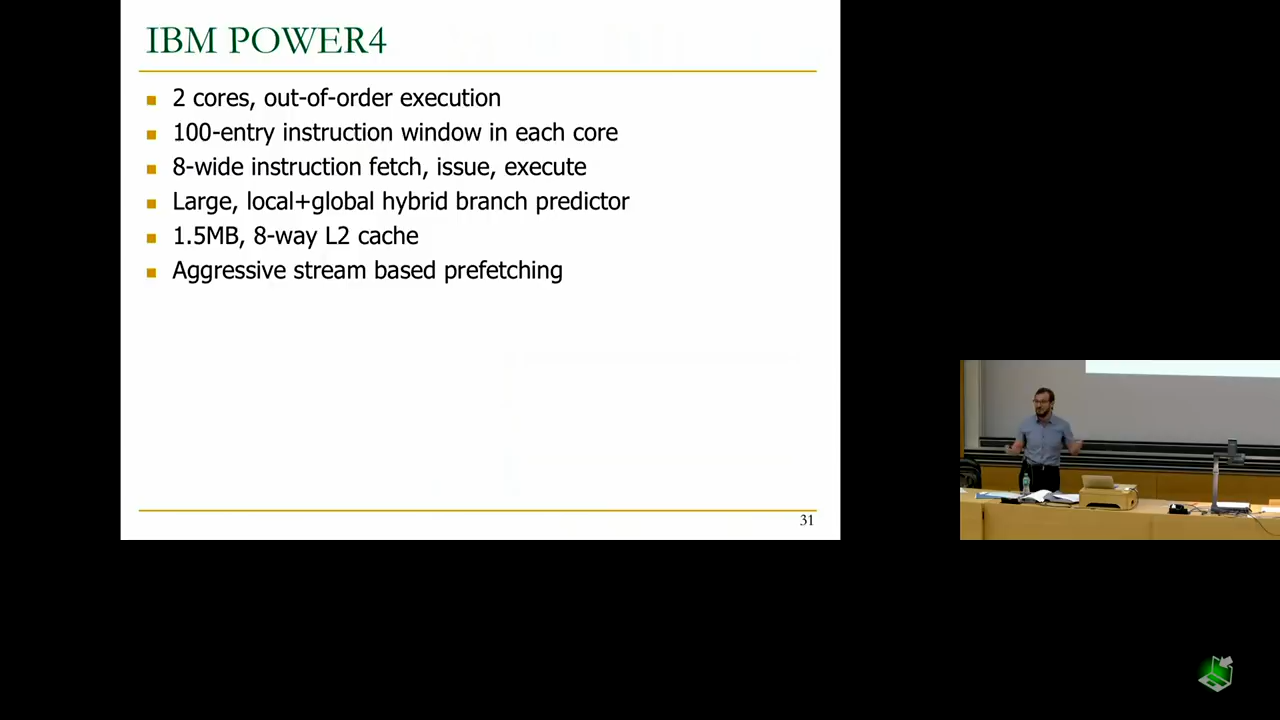 IBM POWER4
2 cores, out-of-order execution
100-entry instruction window in each core
8-wide instruction fetch, issue, execute
Large, local+global hybrid branch predictor
1.5MB, 8-way L2 cache
Aggressive stream based prefetching
31